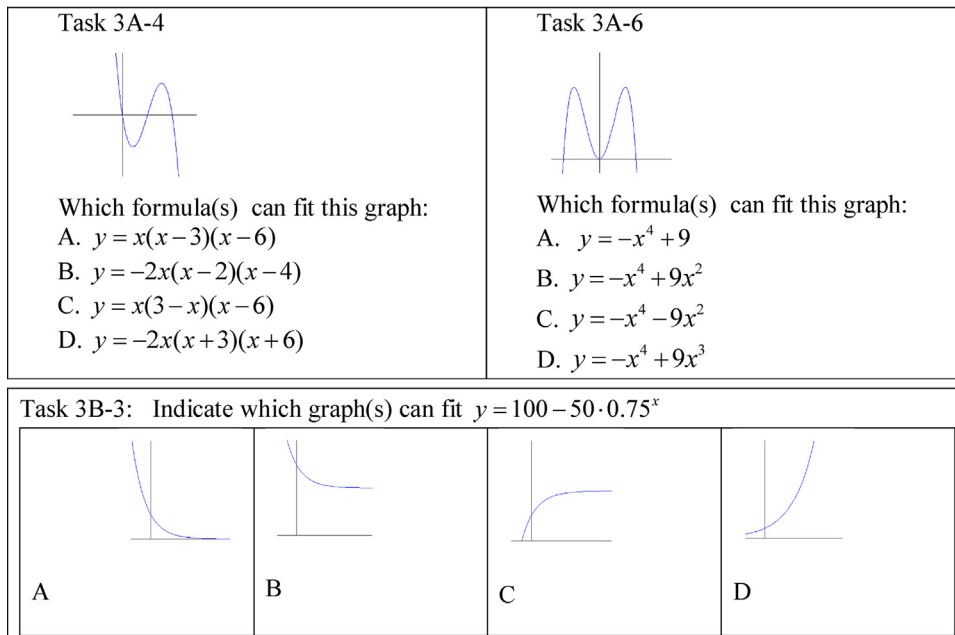 Task 3A-4
Which formula(s) can fit this graph:
A. y = x(x − 3)(x − 6)
B. y = −2x(x − 2)(x − 4)
C. y = x(3 − x)(x − 6)
D. y = −2x(x + 3)(x + 6)
Task 3A-6
Which formula(s) can fit this graph:
A. y = −x⁴ + 9
B. y = −x⁴ + 9x²
C. y = −x⁴ − 9x²
D. y = −x⁴ + 9x³
Task 3B-3: Indicate which graph(s) can fit y = 100 − 50 · 0.75ˣ
A
B
C
D